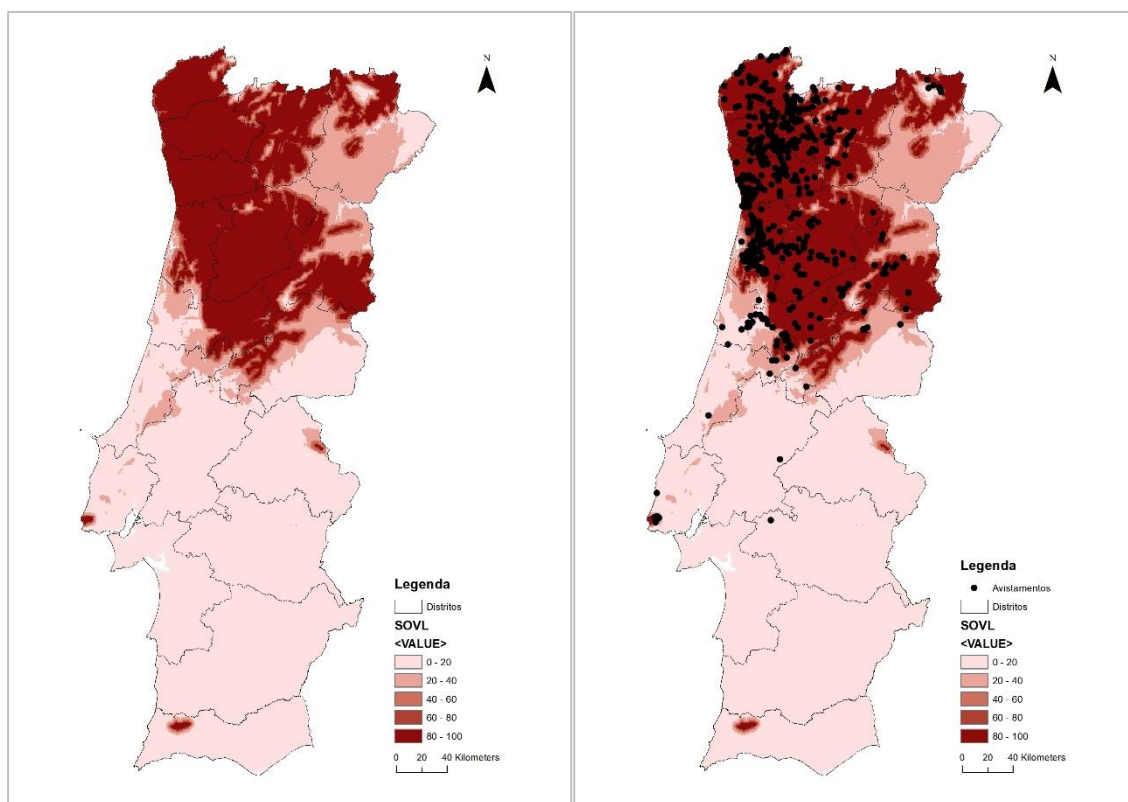 N
Legenda
Distritos
SOVL
<VALUE>
0 - 20
20 - 40
40 - 60
60 - 80
80 - 100
0 20 40 Kilometers
N
Legenda
Avistamentos
Distritos
SOVL
<VALUE>
0 - 20
20 - 40
40 - 60
60 - 80
80 - 100
0 20 40 Kilometers